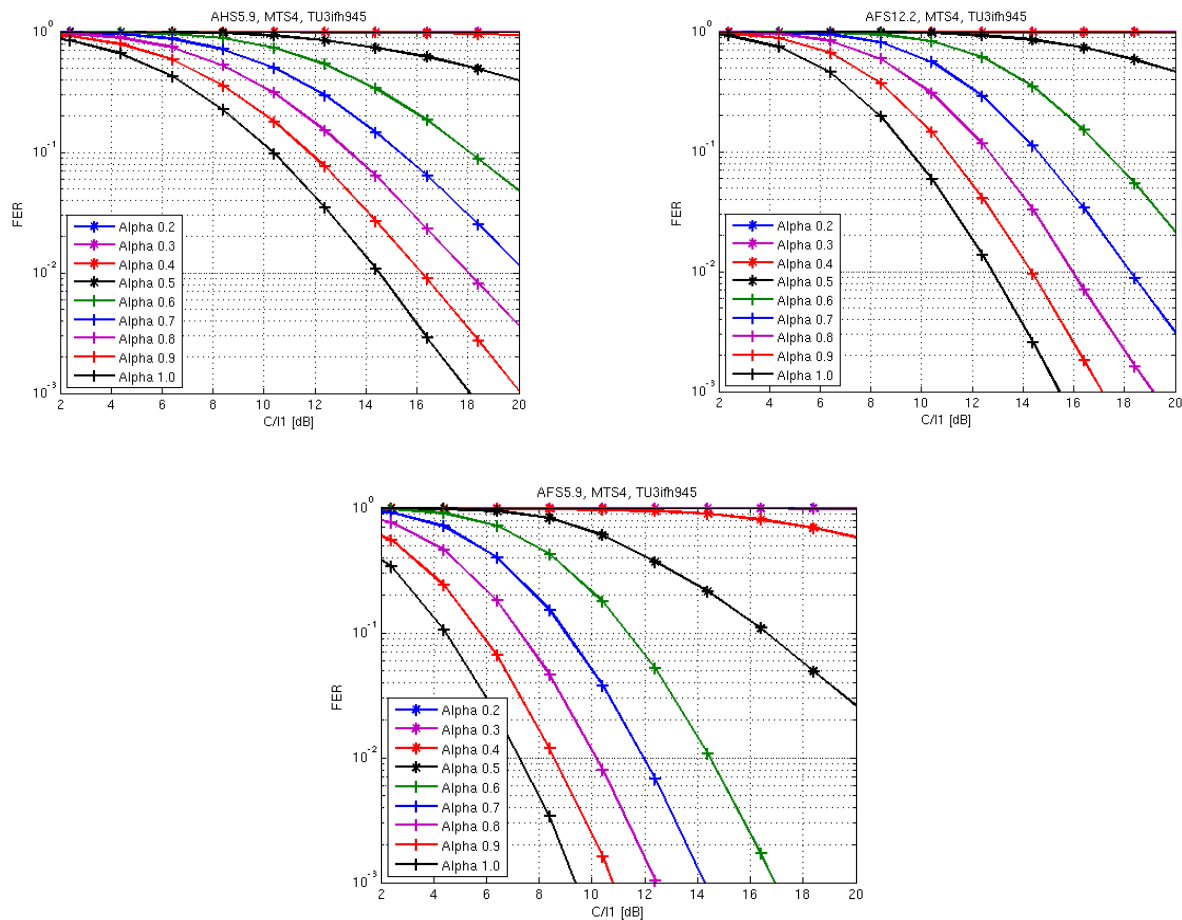 AHS5.9, MTS4, TU3ifh945
10^0
10^-1
10^-2
10^-3
FER
Alpha 0.2
Alpha 0.3
Alpha 0.4
Alpha 0.5
Alpha 0.6
Alpha 0.7
Alpha 0.8
Alpha 0.9
Alpha 1.0
2 4 6 8 10 12 14 16 18 20
C/I1 [dB]
AFS12.2, MTS4, TU3ifh945
10^0
10^-1
10^-2
10^-3
FER
Alpha 0.2
Alpha 0.3
Alpha 0.4
Alpha 0.5
Alpha 0.6
Alpha 0.7
Alpha 0.8
Alpha 0.9
Alpha 1.0
2 4 6 8 10 12 14 16 18 20
C/I1 [dB]
AFS5.9, MTS4, TU3ifh945
10^0
10^-1
10^-2
10^-3
FER
Alpha 0.2
Alpha 0.3
Alpha 0.4
Alpha 0.5
Alpha 0.6
Alpha 0.7
Alpha 0.8
Alpha 0.9
Alpha 1.0
2 4 6 8 10 12 14 16 18 20
C/I1 [dB]